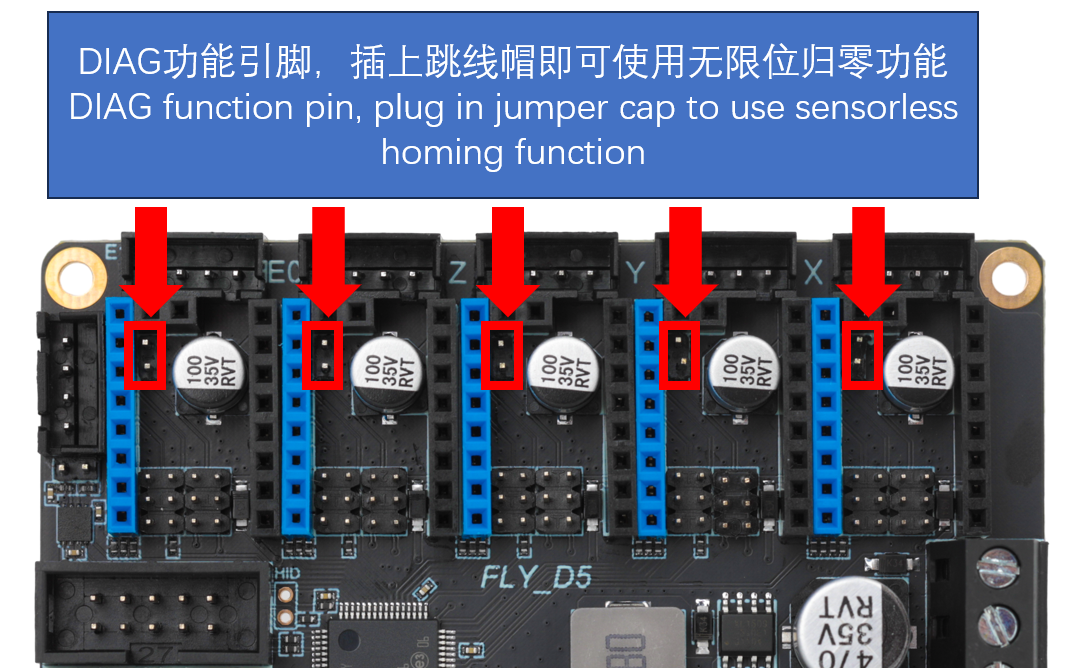 DIAG功能引脚，插上跳线帽即可使用无限位归零功能
DIAG function pin, plug in jumper cap to use sensorless
homing function
Z
Y
X
100
35V
RVT
100
35V
RVT
100
35V
RVT
100
35V
RVT
100
35V
RVT
FLY_D5
470
35V
RVT
27